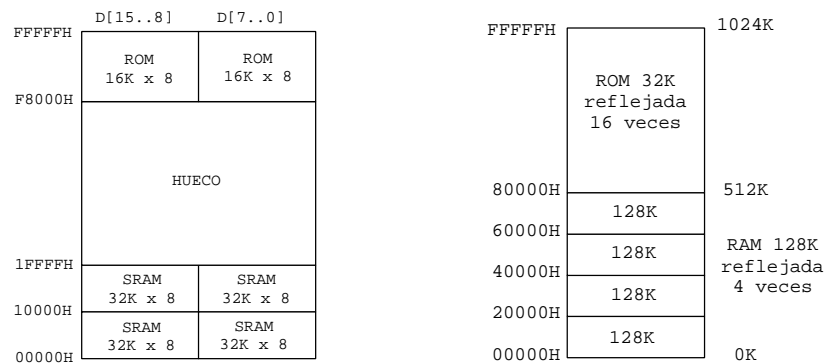 D[15..8] D[7..0]
FFFFFH
ROM
16K x 8
ROM
16K x 8
F8000H
HUECO
1FFFFH
SRAM
32K x 8
SRAM
32K x 8
10000H
SRAM
32K x 8
SRAM
32K x 8
00000H
FFFFFH
1024K
ROM 32K
reflejada
16 veces
80000H
512K
128K
60000H
128K
40000H
128K
20000H
128K
00000H
0K
RAM 128K
reflejada
4 veces